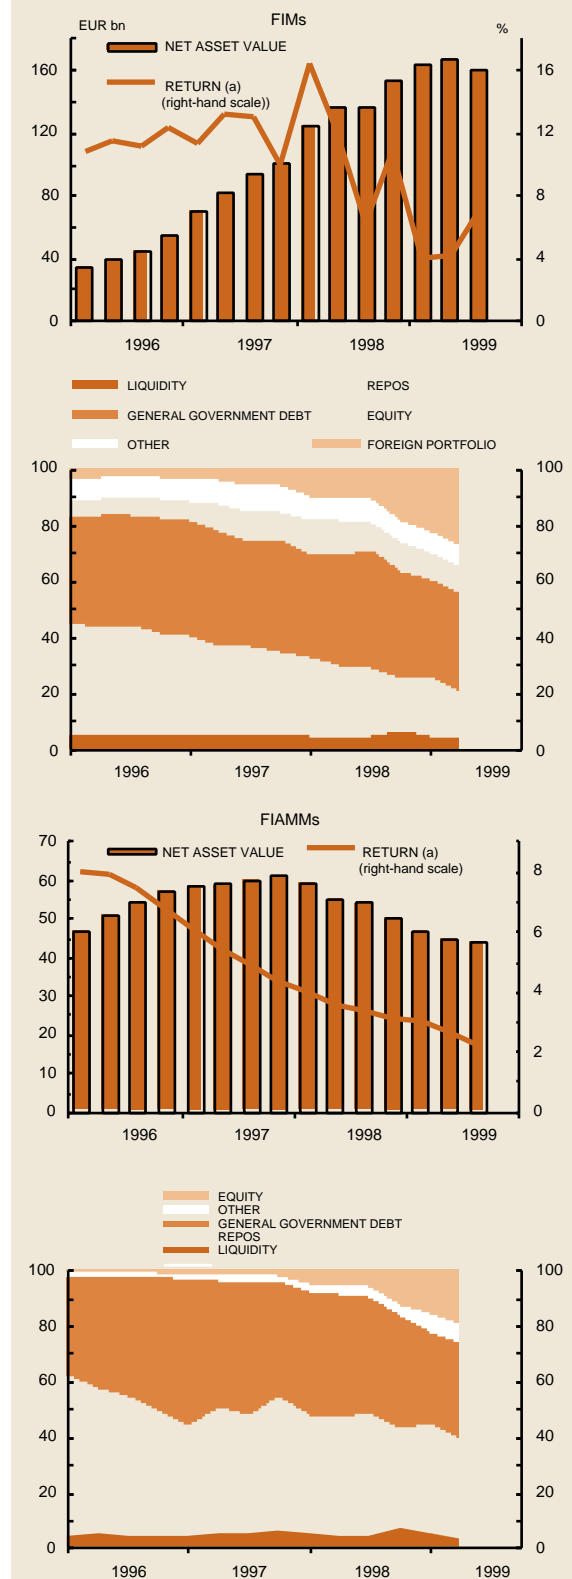 FIMs
EUR bn %
NET ASSET VALUE
RETURN (a)
(right-hand scale))
160 16
120 12
80 8
40 4
0 0
1996 1997 1998 1999
LIQUIDITY REPOS
GENERAL GOVERNMENT DEBT EQUITY
OTHER FOREIGN PORTFOLIO
100 100
80 80
60 60
40 40
20 20
0 0
1996 1997 1998 1999
FIAMMs
70
NET ASSET VALUE RETURN (a)
(right-hand scale)
8
60
50
6
40
4
30
20
2
10
0 0
1996 1997 1998 1999
EQUITY
OTHER
GENERAL GOVERNMENT DEBT
REPOS
LIQUIDITY
100 100
80 80
60 60
40 40
20 20
0 0
1996 1997 1998 1999